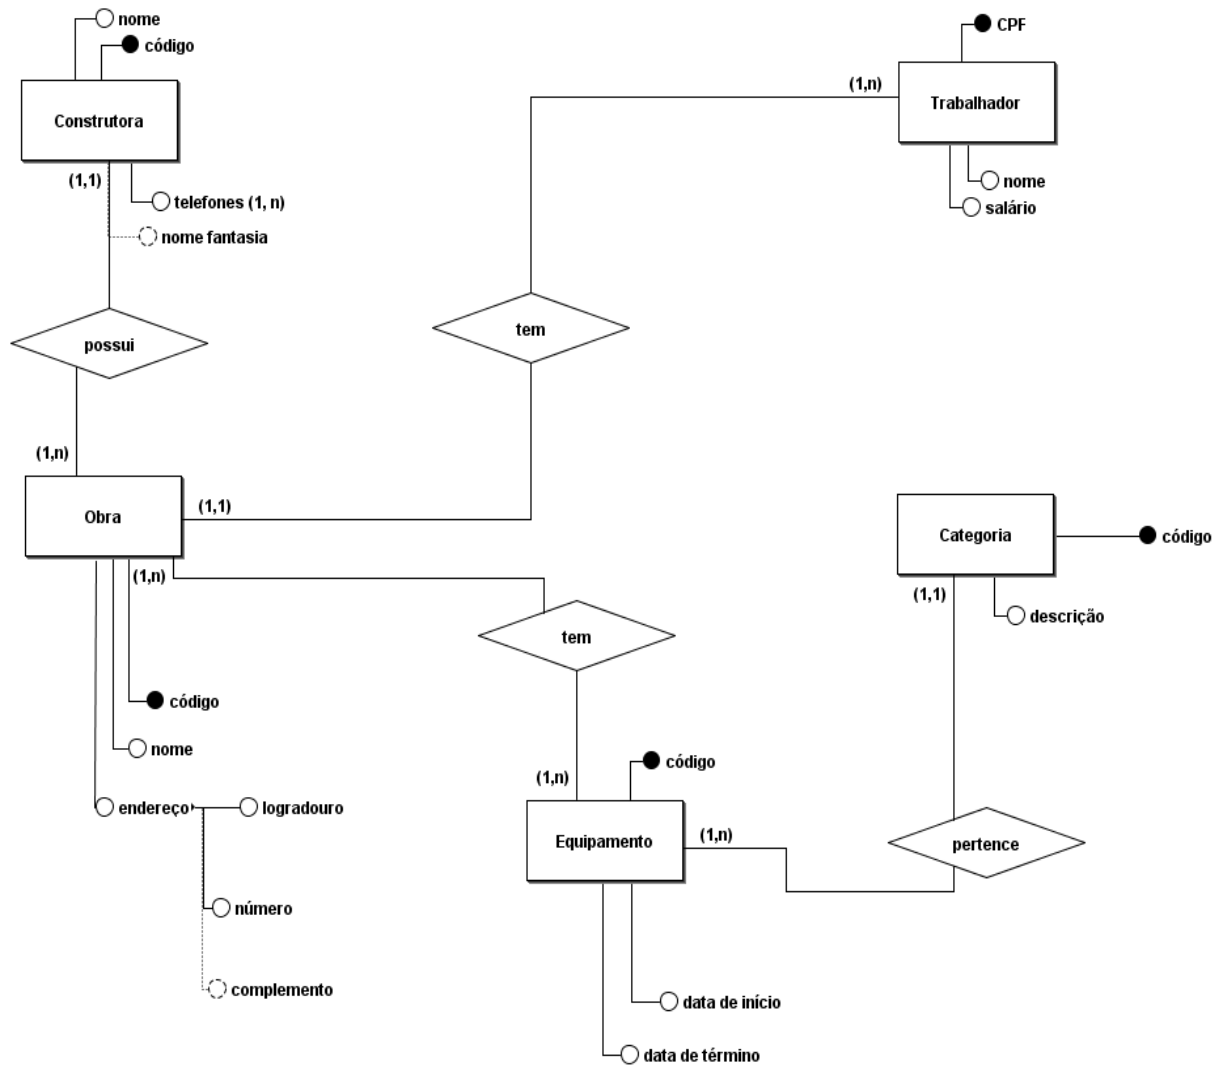 nome
código
Construtora
(1,1)
telefones (1, n)
nome fantasia
possui
(1,n)
CPF
(1,n)
Trabalhador
nome
salário
tem
Obra
(1,1)
(1,n)
código
nome
endereço
logradouro
número
complemento
tem
(1,n)
código
Equipamento
(1,n)
data de início
data de término
Categoria
código
(1,1)
descrição
pertence